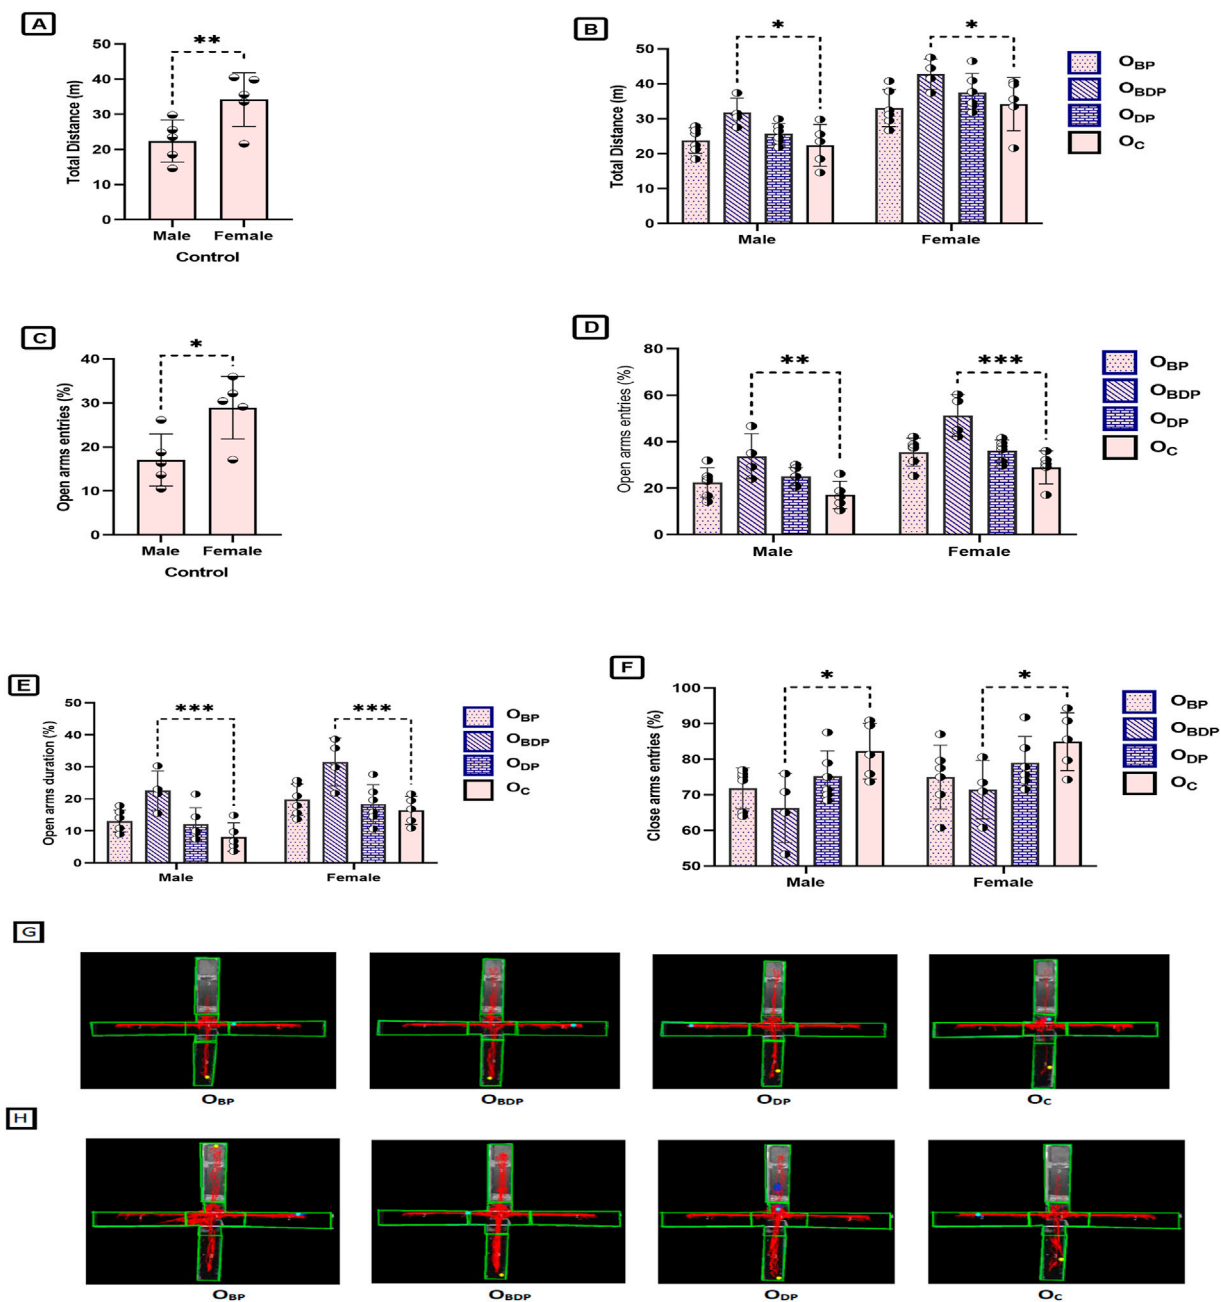 A
Total Distance (m)
50
40
30
20
10
0
**
Male Female
Control
B
Total Distance (m)
50
40
30
20
10
0
* *
Male Female
OBP
OBDP
ODP
OC
C
Open arms entries (%)
40
30
20
10
0
*
Male Female
Control
D
Open arms entries (%)
80
60
40
20
0
** ***
Male Female
OBP
OBDP
ODP
OC
E
Open arms duration (%)
50
40
30
20
10
0
*** ***
Male Female
OBP
OBDP
ODP
OC
F
Close arms entries (%)
100
90
80
70
60
50
* *
Male Female
OBP
OBDP
ODP
OC
G
OBP OBDP ODP OC
H
OBP OBDP ODP OC